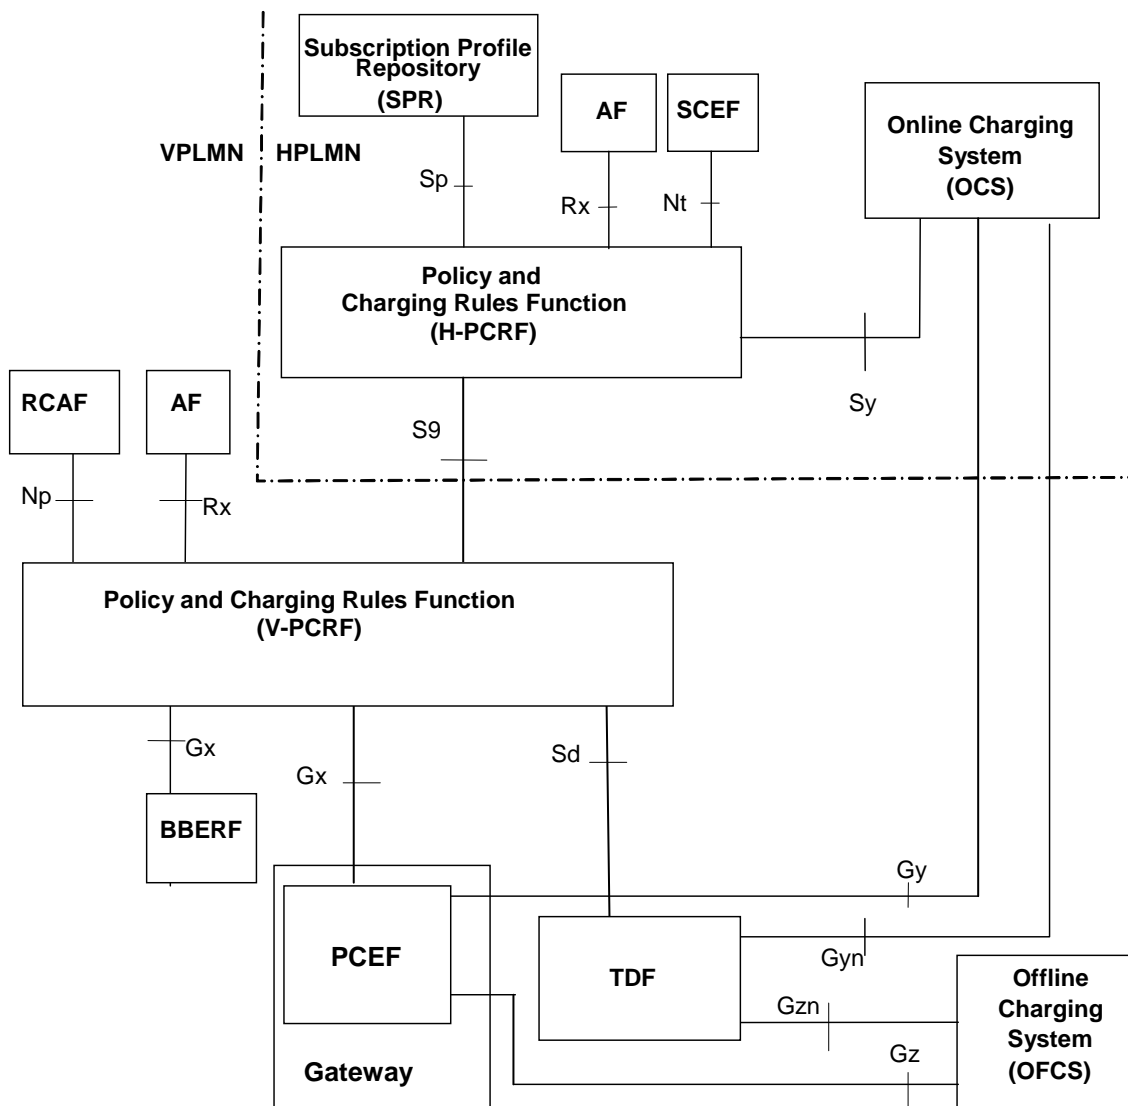 Subscription Profile
Repository
(SPR)
AF
SCEF
Online Charging
System
(OCS)
VPLMN
HPLMN
Sp
Rx
Nt
Policy and
Charging Rules Function
(H-PCRF)
Sy
RCAF
AF
S9
Np
Rx
Policy and Charging Rules Function
(V-PCRF)
Gx
Gx
Sd
BBERF
Gy
PCEF
TDF
Gyn
Gzn
Offline
Charging
System
(OFCS)
Gz
Gateway